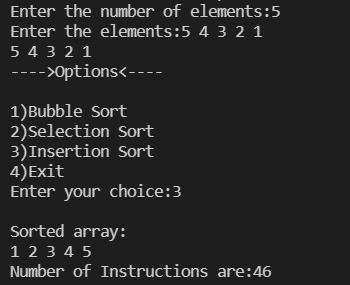 Enter the number of elements:5
Enter the elements:5 4 3 2 1
5 4 3 2 1
---->Options<----
1)Bubble Sort
2)Selection Sort
3)Insertion Sort
4)Exit
Enter your choice:3
Sorted array:
1 2 3 4 5
Number of Instructions are:46